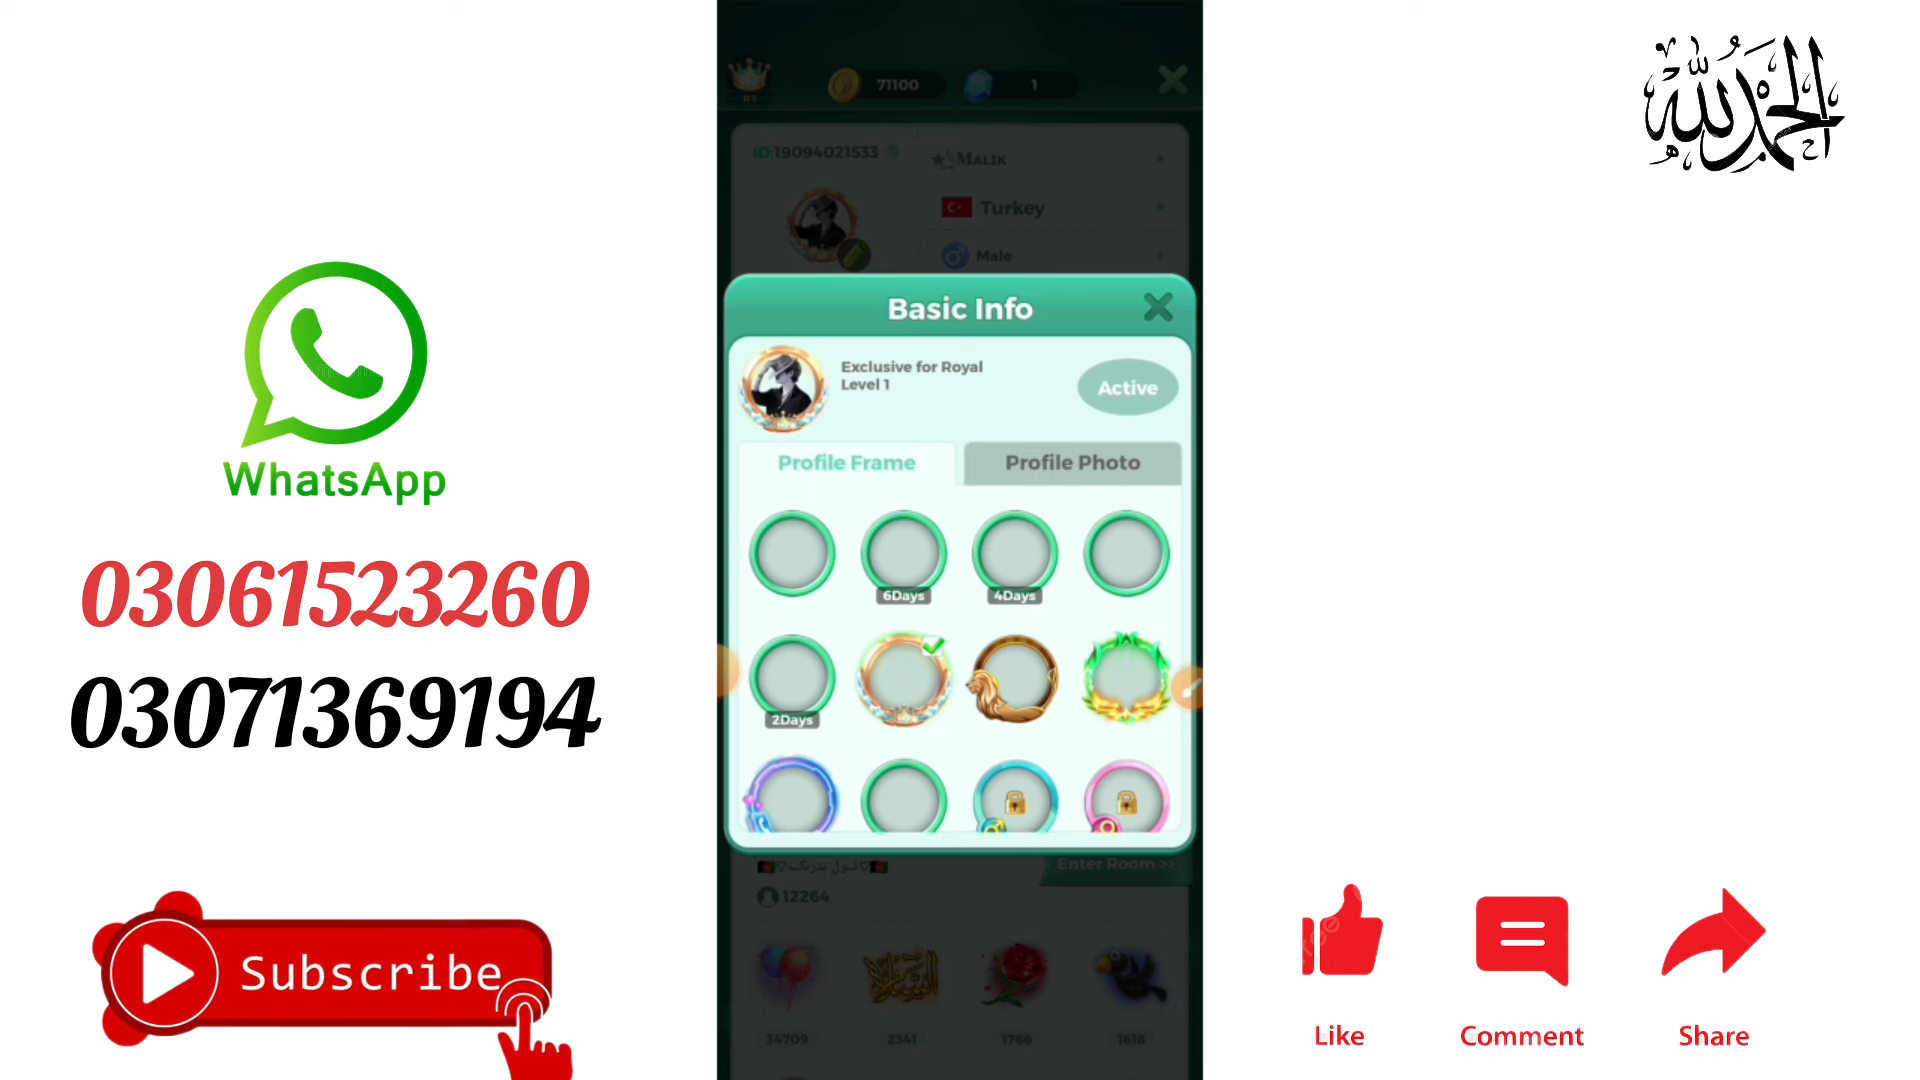 الحمد لله
WhatsApp
03061523260
03071369194
Subscribe
R1
71100
1
ID:19094021533
MALIK
Turkey
Male
Basic Info
Exclusive for Royal
Level 1
Active
Profile Frame
Profile Photo
6Days
4Days
2Days
Enter Room >>
12264
34709
2341
1766
1618
Like
Comment
Share